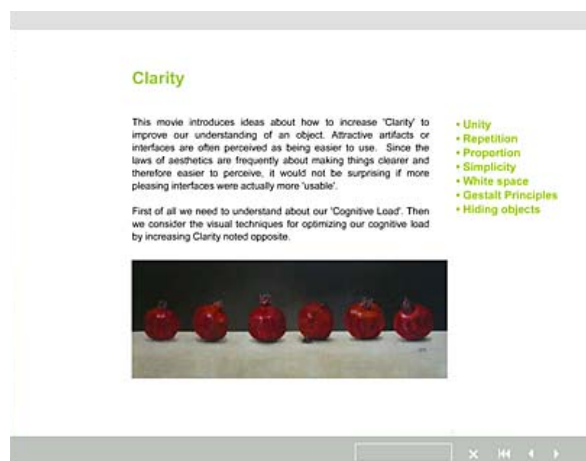 Clarity
This movie introduces ideas about how to increase 'Clarity' to
improve our understanding of an object. Attractive artifacts or
interfaces are often perceived as being easier to use. Since the
laws of aesthetics are frequently about making things clearer and
therefore easier to perceive, it would not be surprising if more
pleasing interfaces were actually more 'usable'.
First of all we need to understand about our 'Cognitive Load'. Then
we consider the visual techniques for optimizing our cognitive load
by increasing Clarity noted opposite.
• Unity
• Repetition
• Proportion
• Simplicity
• White space
• Gestalt Principles
• Hiding objects